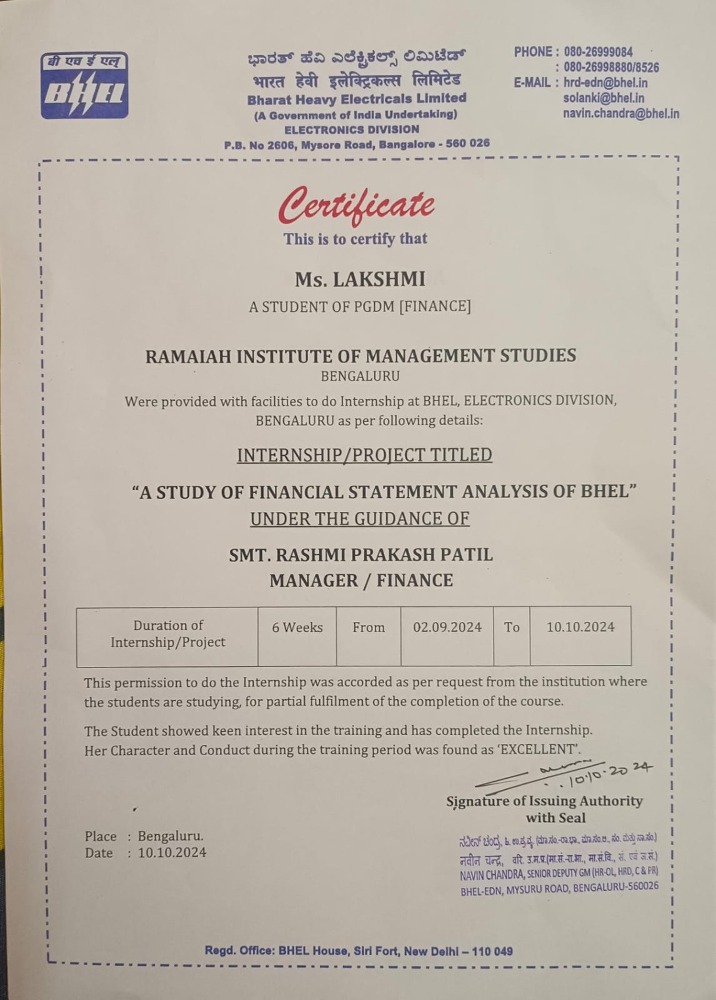 बी एच ई एल
BHEL
ಭಾರತ್ ಹೆವಿ ಎಲೆಕ್ಟ್ರಿಕಲ್ಸ್ ಲಿಮಿಟೆಡ್
भारत हेवी इलेक्ट्रिकल्स लिमिटेड
Bharat Heavy Electricals Limited
(A Government of India Undertaking)
ELECTRONICS DIVISION
P.B. No 2606, Mysore Road, Bangalore - 560 026
PHONE : 080-26999084
: 080-26998880/8526
E-MAIL : hrd-edn@bhel.in
solanki@bhel.in
navin.chandra@bhel.in
Certificate
This is to certify that
Ms. LAKSHMI
A STUDENT OF PGDM [FINANCE]
RAMAIAH INSTITUTE OF MANAGEMENT STUDIES
BENGALURU
Were provided with facilities to do Internship at BHEL, ELECTRONICS DIVISION,
BENGALURU as per following details:
INTERNSHIP/PROJECT TITLED
“A STUDY OF FINANCIAL STATEMENT ANALYSIS OF BHEL”
UNDER THE GUIDANCE OF
SMT. RASHMI PRAKASH PATIL
MANAGER / FINANCE
Duration of
Internship/Project
6 Weeks
From
02.09.2024
To
10.10.2024
This permission to do the Internship was accorded as per request from the institution where
the students are studying, for partial fulfilment of the completion of the course.
The Student showed keen interest in the training and has completed the Internship.
Her Character and Conduct during the training period was found as ‘EXCELLENT’.
10.10.2024
Signature of Issuing Authority
with Seal
Place : Bengaluru.
Date : 10.10.2024
ನವೀನ್ ಚಂದ್ರ, ಹಿ. ಉ.ಪ್ರ.ವ್ಯ.
नवीन चन्द्र, वरि. उ.म.प्र.(मा.सं.-रा.भा., मा.सं.वि., सं. एवं ज.सं.)
NAVIN CHANDRA, SENIOR DEPUTY GM (HR-OL, HRD, C & PR)
BHEL-EDN, MYSURU ROAD, BENGALURU-560026
Regd. Office: BHEL House, Siri Fort, New Delhi – 110 049